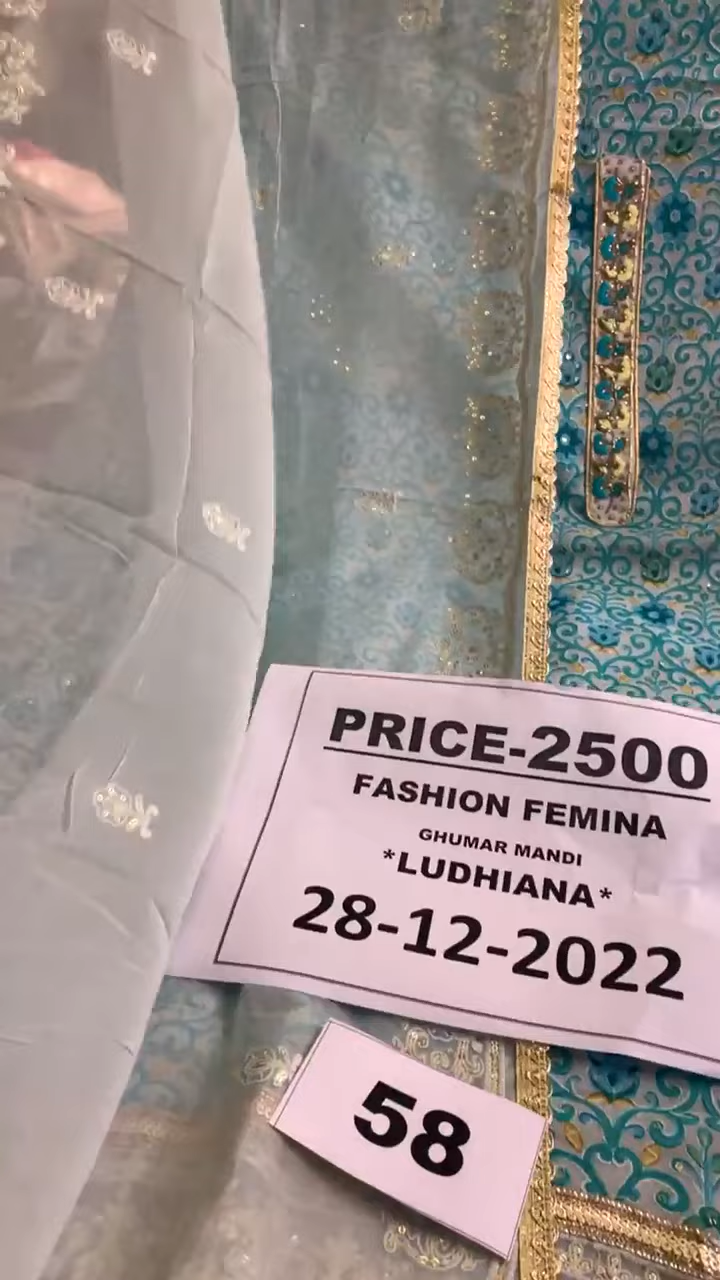 PRICE-2500
FASHION FEMINA
GHUMAR MANDI
*LUDHIANA*
28-12-2022
58